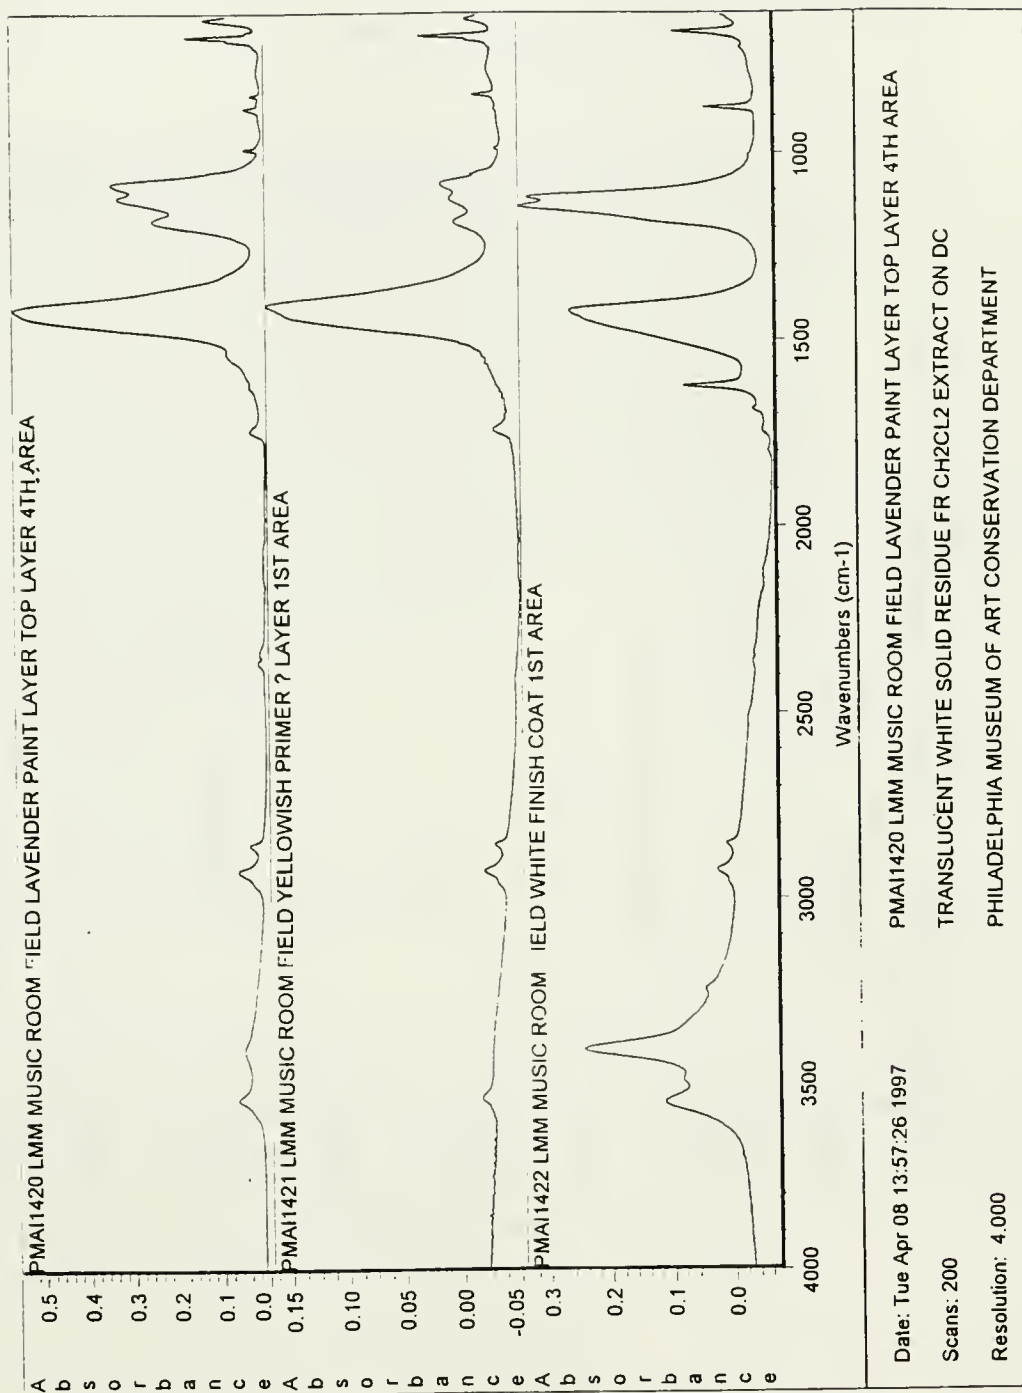 PMAI1420 LMM MUSIC ROOM FIELD LAVENDER PAINT LAYER TOP LAYER 4TH AREA
Absorbance
0.5
0.4
0.3
0.2
0.1
0.0
PMAI1421 LMM MUSIC ROOM FIELD YELLOWISH PRIMER ? LAYER 1ST AREA
Absorbance
0.15
0.10
0.05
0.00
-0.05
PMAI1422 LMM MUSIC ROOM IELD WHITE FINISH COAT 1ST AREA
Absorbance
0.3
0.2
0.1
0.0
4000 3500 3000 2500 2000 1500 1000
Wavenumbers (cm-1)
Date: Tue Apr 08 13:57:26 1997
Scans: 200
Resolution: 4.000
PMAI1420 LMM MUSIC ROOM FIELD LAVENDER PAINT LAYER TOP LAYER 4TH AREA
TRANSLUCENT WHITE SOLID RESIDUE FR CH2CL2 EXTRACT ON DC
PHILADELPHIA MUSEUM OF ART CONSERVATION DEPARTMENT